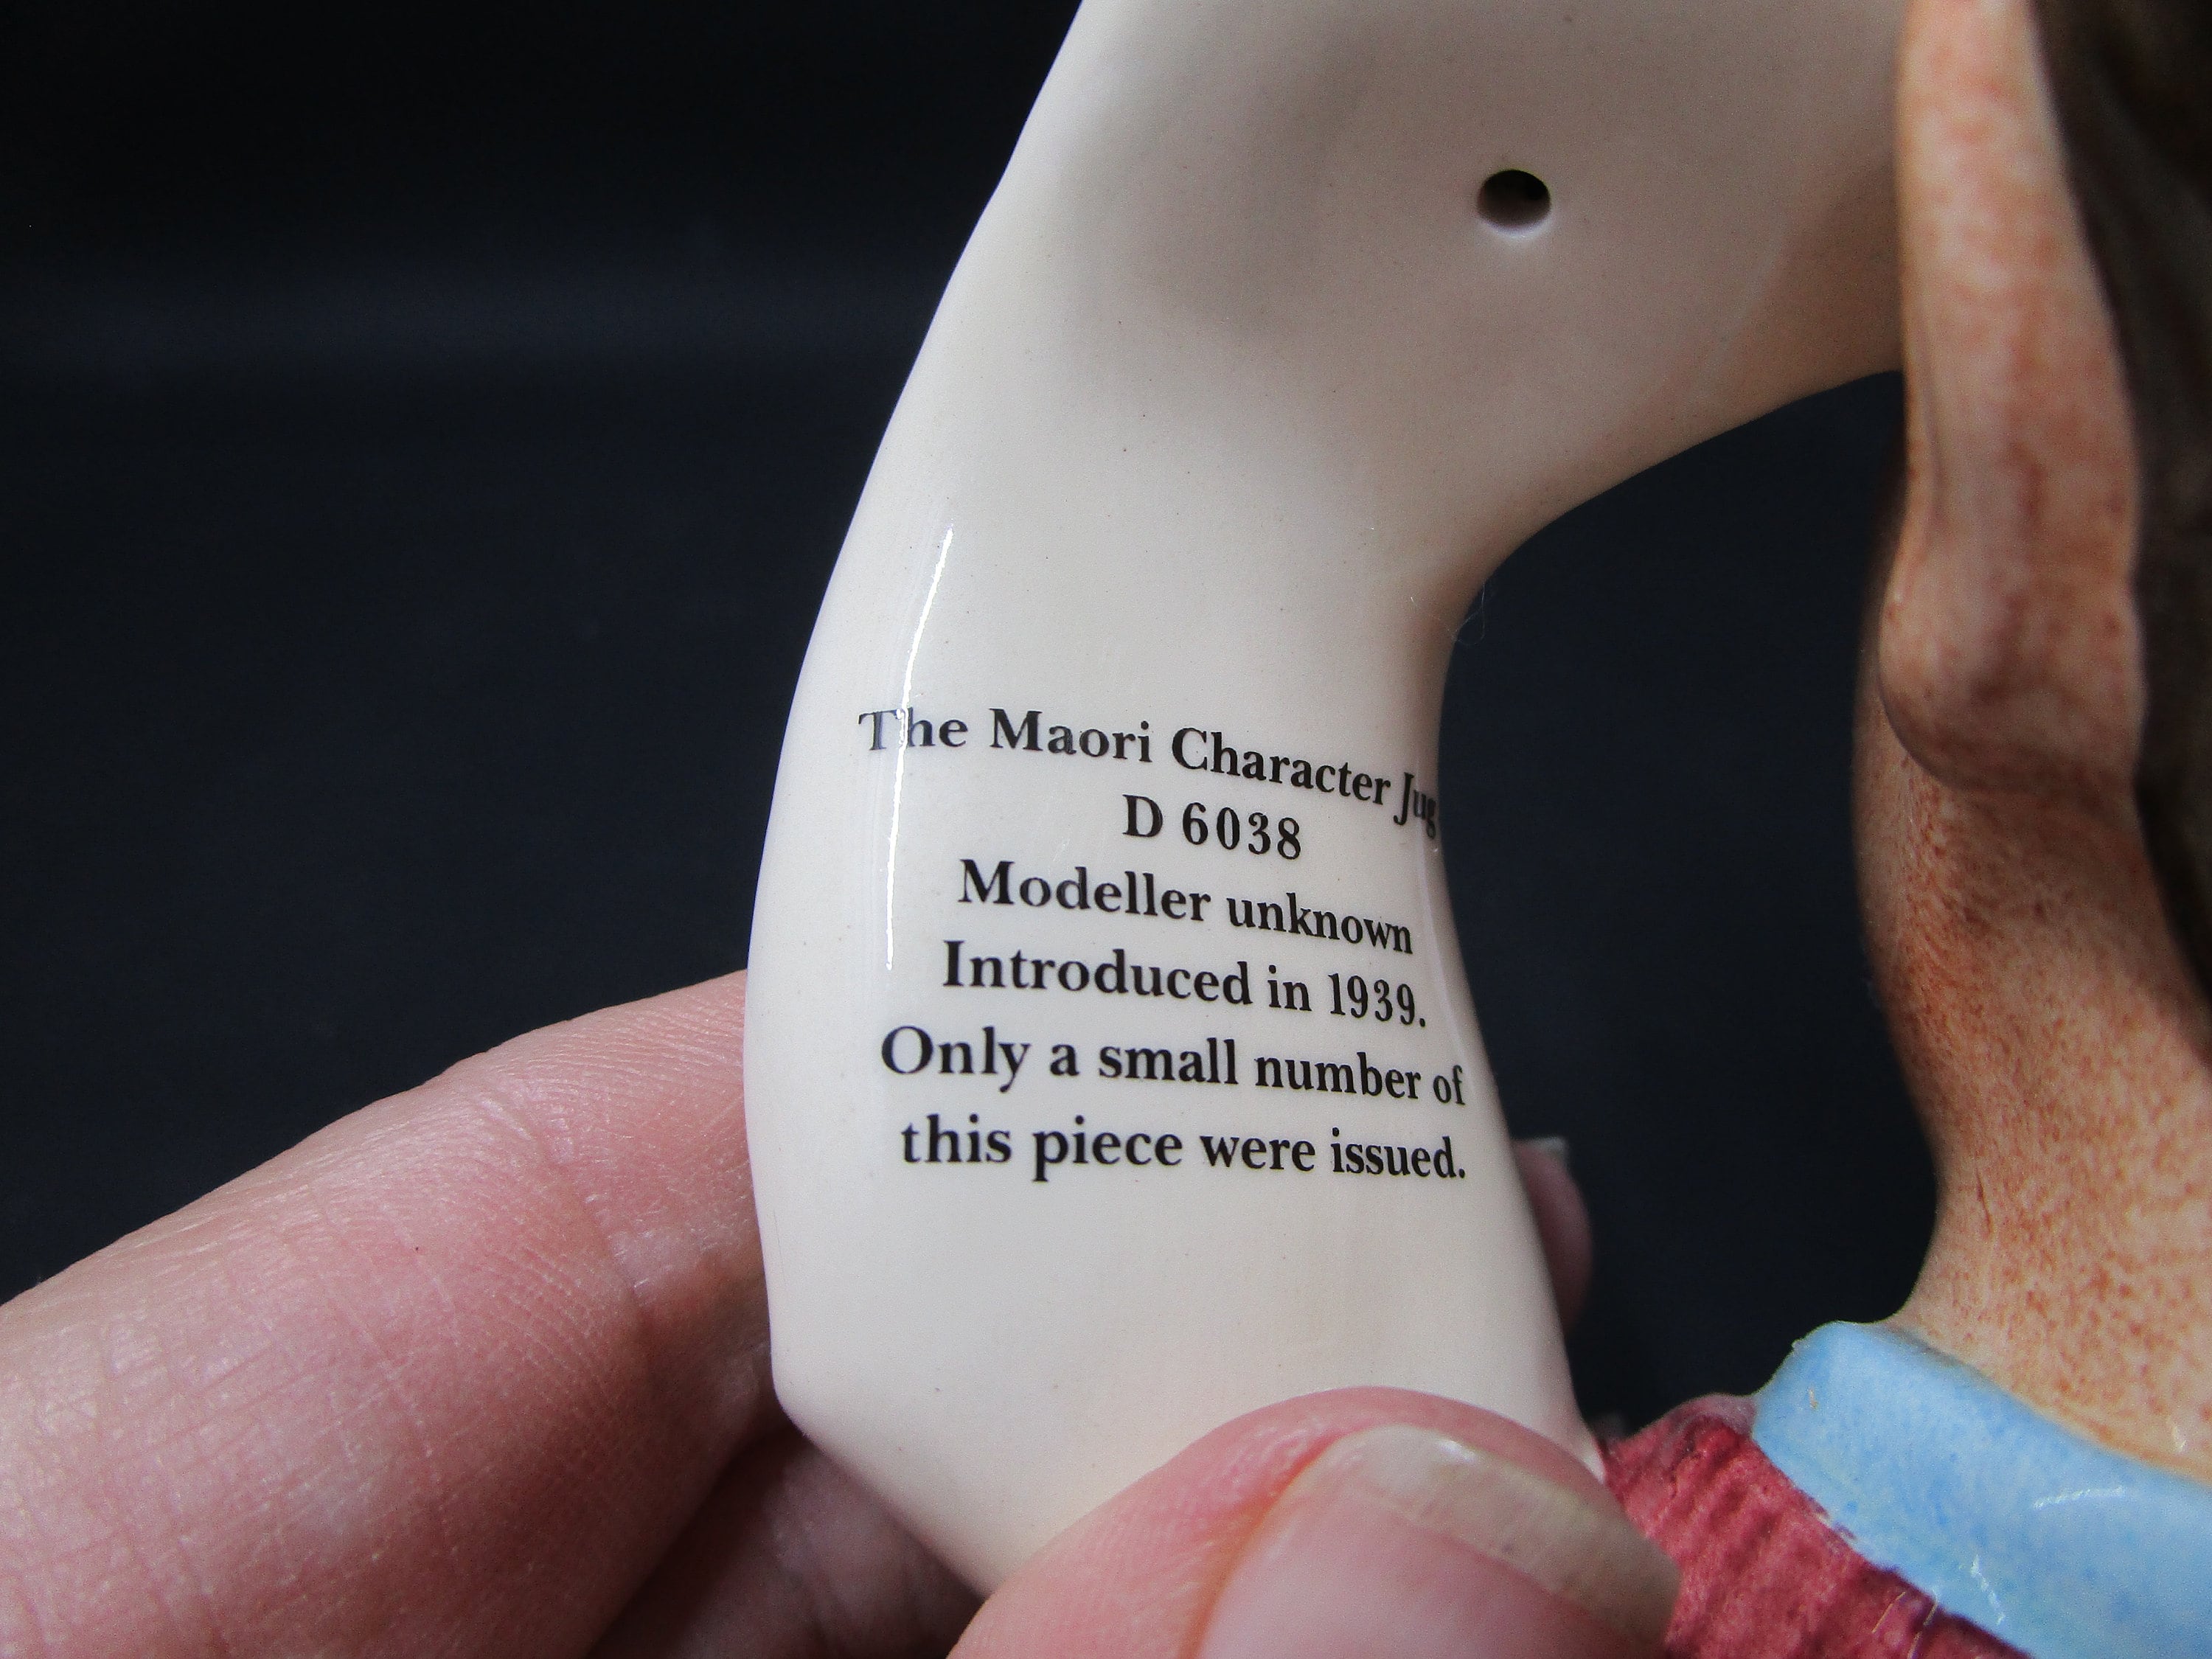 The Maori Character Jug
D 6038
Modeller unknown
Introduced in 1939.
Only a small number of
this piece were issued.